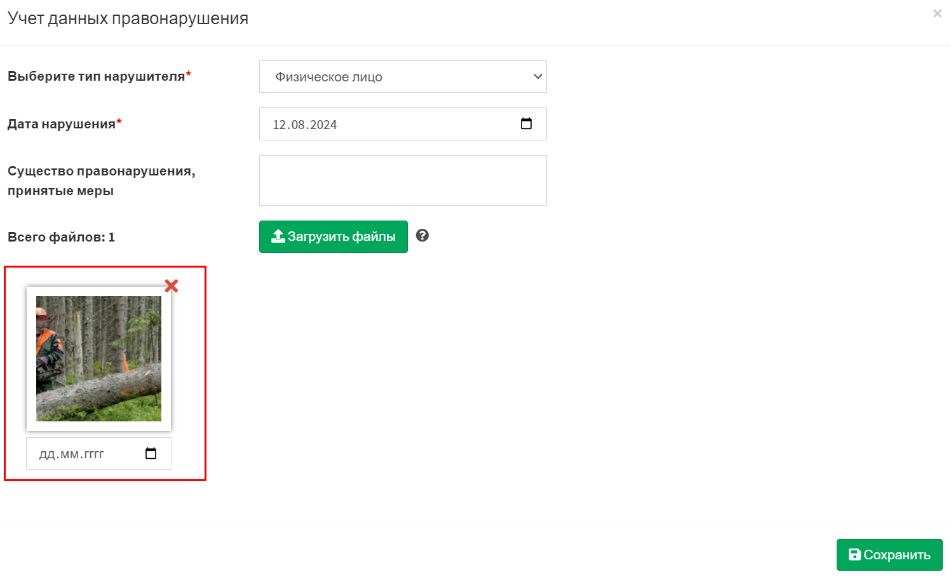 Учет данных правонарушения
Выберите тип нарушителя*
Физическое лицо
Дата нарушения*
12.08.2024
Существо правонарушения,
принятые меры
Всего файлов: 1
Загрузить файлы
дд.мм.гггг
Сохранить